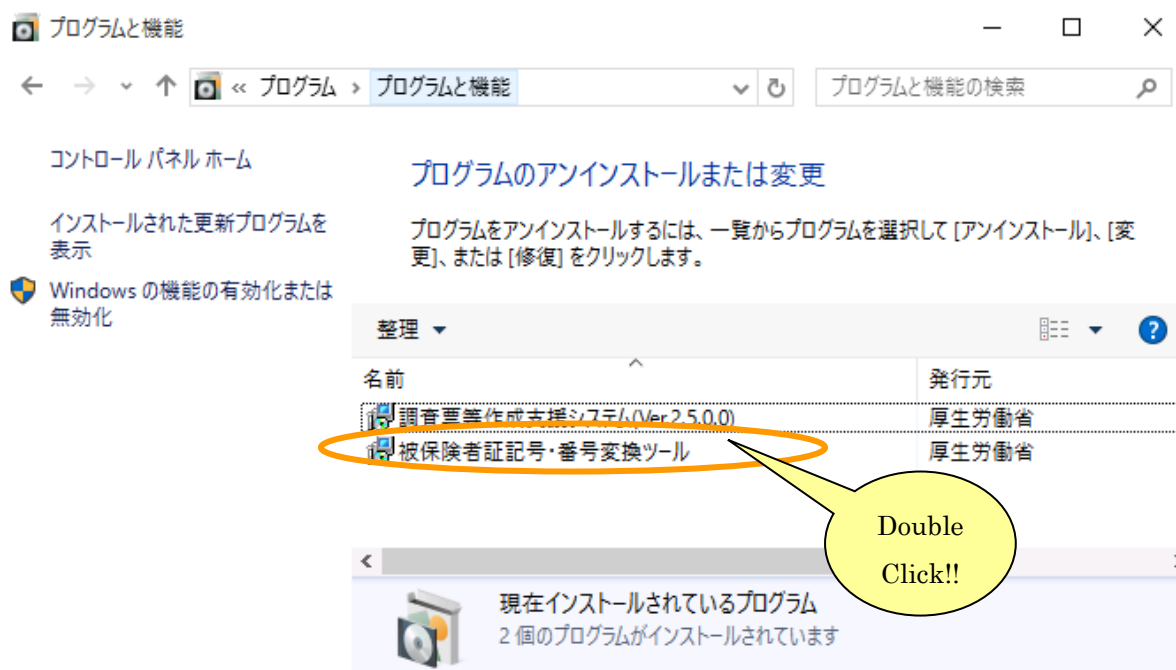 プログラムと機能
« プログラム > プログラムと機能
プログラムと機能の検索
コントロール パネル ホーム
インストールされた更新プログラムを
表示
Windows の機能の有効化または
無効化
プログラムのアンインストールまたは変更
プログラムをアンインストールするには、一覧からプログラムを選択して [アンインストール]、[変
更]、または [修復] をクリックします。
整理
名前 発行元
調査票等作成支援システム(Ver.2.5.0.0) 厚生労働省
被保険者証記号・番号変換ツール 厚生労働省
Double
Click!!
現在インストールされているプログラム
2 個のプログラムがインストールされています